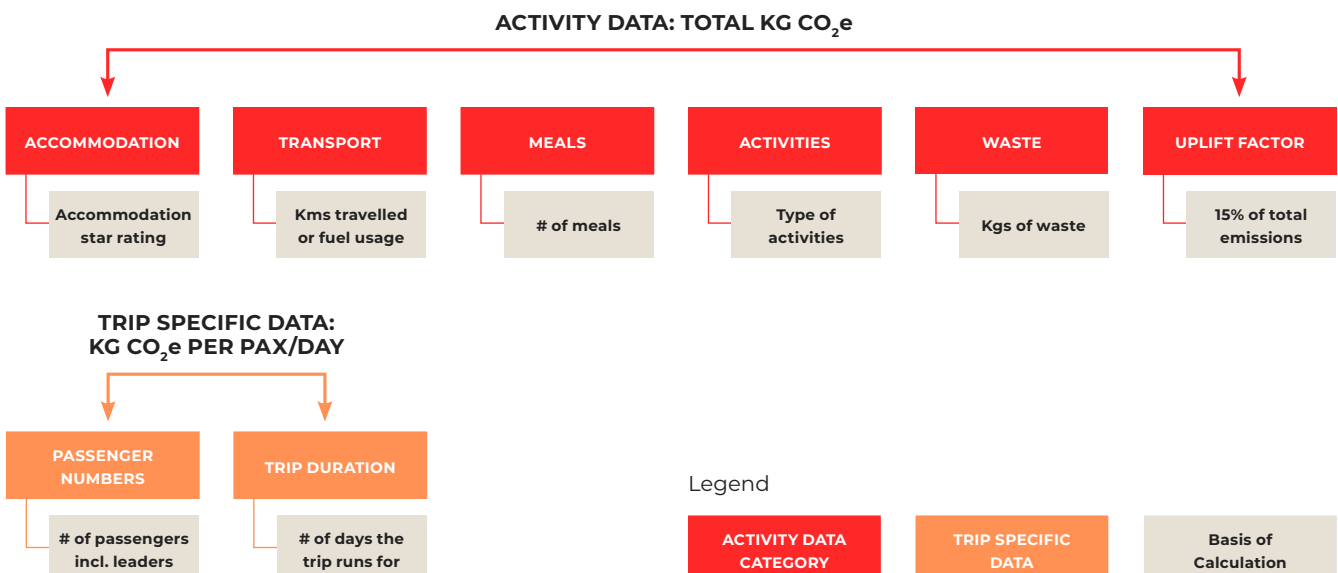 ACTIVITY DATA: TOTAL KG CO₂e
ACCOMMODATION
TRANSPORT
MEALS
ACTIVITIES
WASTE
UPLIFT FACTOR
Accommodation
star rating
Kms travelled
or fuel usage
# of meals
Type of
activities
Kgs of waste
15% of total
emissions
TRIP SPECIFIC DATA:
KG CO₂e PER PAX/DAY
PASSENGER
NUMBERS
TRIP DURATION
# of passengers
incl. leaders
# of days the
trip runs for
Legend
ACTIVITY DATA
CATEGORY
TRIP SPECIFIC
DATA
Basis of
Calculation